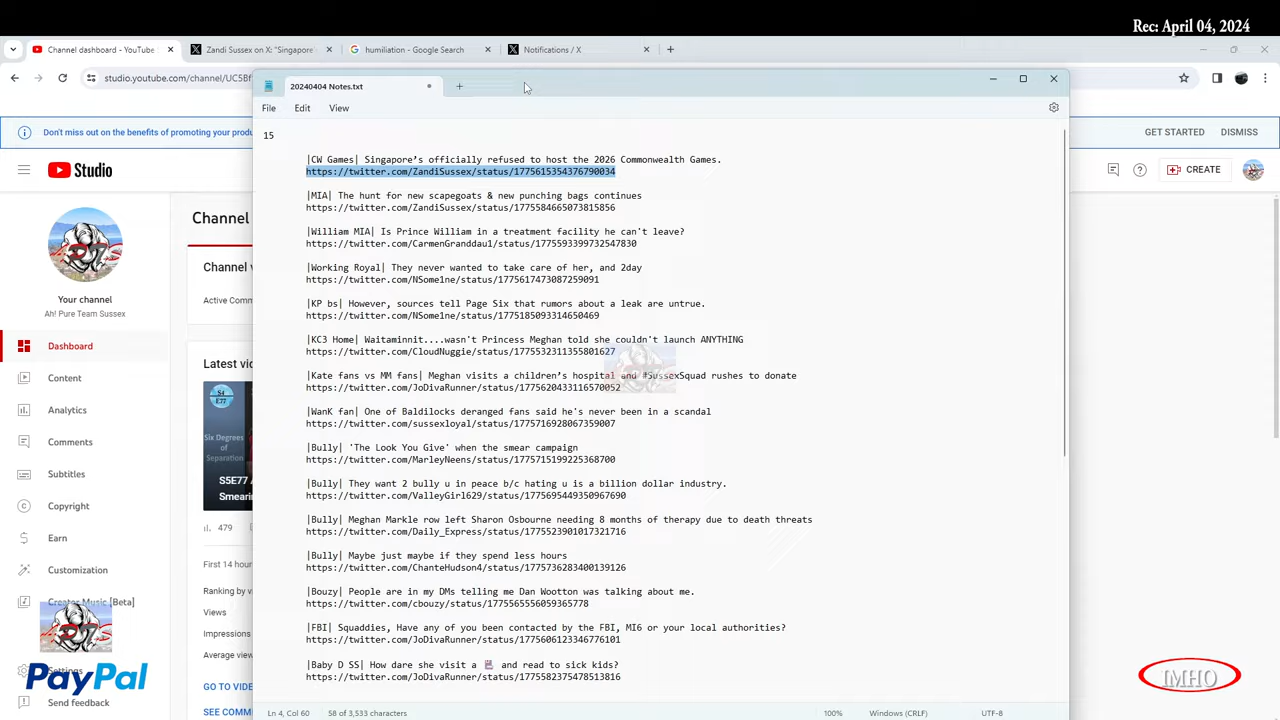 Rec: April 04, 2024
Channel dashboard - YouTube S
Zandi Sussex on X: "Singapore'
humiliation - Google Search
Notifications / X
studio.youtube.com/channel/UC5Bf
20240404 Notes.txt
File Edit View
Don't miss out on the benefits of promoting your produ
GET STARTED DISMISS
Studio
CREATE
15
|CW Games| Singapore's officially refused to host the 2026 Commonwealth Games.
https://twitter.com/ZandiSussex/status/1775615354376790034
|MIA| The hunt for new scapegoats & new punching bags continues
https://twitter.com/ZandiSussex/status/1775584665073815856
|William MIA| Is Prince William in a treatment facility he can't leave?
https://twitter.com/CarmenGranddau1/status/1775593399732547830
|Working Royal| They never wanted to take care of her, and 2day
https://twitter.com/NSome1ne/status/1775617473087259091
|KP bs| However, sources tell Page Six that rumors about a leak are untrue.
https://twitter.com/NSome1ne/status/1775185093314650469
|KC3 Home| Waitaminnit....wasn't Princess Meghan told she couldn't launch ANYTHING
https://twitter.com/CloudNuggie/status/1775532311355801627
|Kate fans vs MM fans| Meghan visits a children's hospital and #SussexSquad rushes to donate
https://twitter.com/JoDivaRunner/status/1775620433116570052
|WanK fan| One of Baldilocks deranged fans said he's never been in a scandal
https://twitter.com/sussexloyal/status/1775716928067359007
|Bully| 'The Look You Give' when the smear campaign
https://twitter.com/MarleyNeens/status/1775715199225368700
|Bully| They want 2 bully u in peace b/c hating u is a billion dollar industry.
https://twitter.com/ValleyGirl629/status/1775695449350967690
|Bully| Meghan Markle row left Sharon Osbourne needing 8 months of therapy due to death threats
https://twitter.com/Daily_Express/status/1775523901017321716
|Bully| Maybe just maybe if they spend less hours
https://twitter.com/ChanteHudson4/status/1775736283400139126
|Bouzy| People are in my DMs telling me Dan Wootton was talking about me.
https://twitter.com/cbouzy/status/1775565556059365778
|FBI| Squaddies, Have any of you been contacted by the FBI, MI6 or your local authorities?
https://twitter.com/JoDivaRunner/status/1775606123346776101
|Baby D SS| How dare she visit a and read to sick kids?
https://twitter.com/JoDivaRunner/status/1775582375478513816
Ln 4, Col 60
58 of 3,533 characters
100%
Windows (CRLF)
UTF-8
Your channel
Ah! Pure Team Sussex
Dashboard
Content
Analytics
Comments
Subtitles
Copyright
Earn
Customization
Creator Music [Beta]
Settings
Send feedback
Channel
Active Comm
Latest vi
Six Degrees
of
Separation
S5E77
Smearin
479
First 14 hour
Ranking by v
Views
Impressions
Average view
GO TO VIDE
SEE COMM
PayPal
IMHO